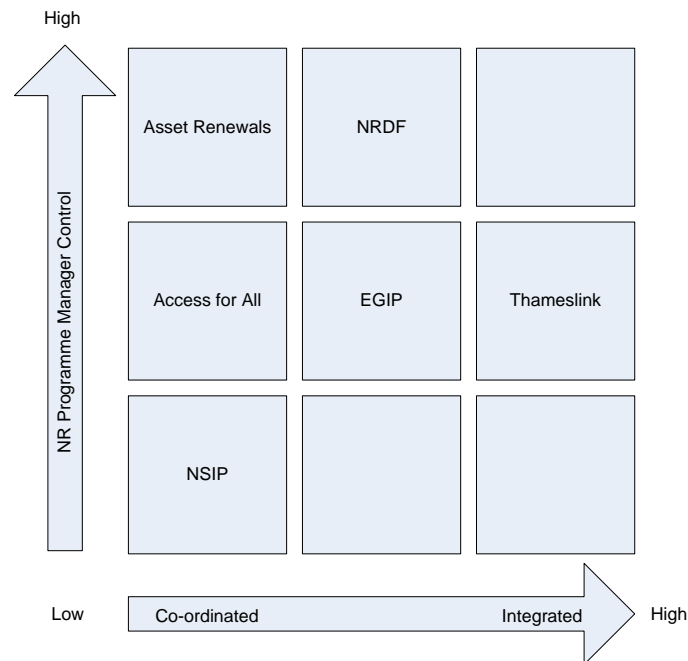 High
Asset Renewals
NRDF
NR Programme Manager Control
Access for All
EGIP
Thameslink
NSIP
Low
Co-ordinated
Integrated
High